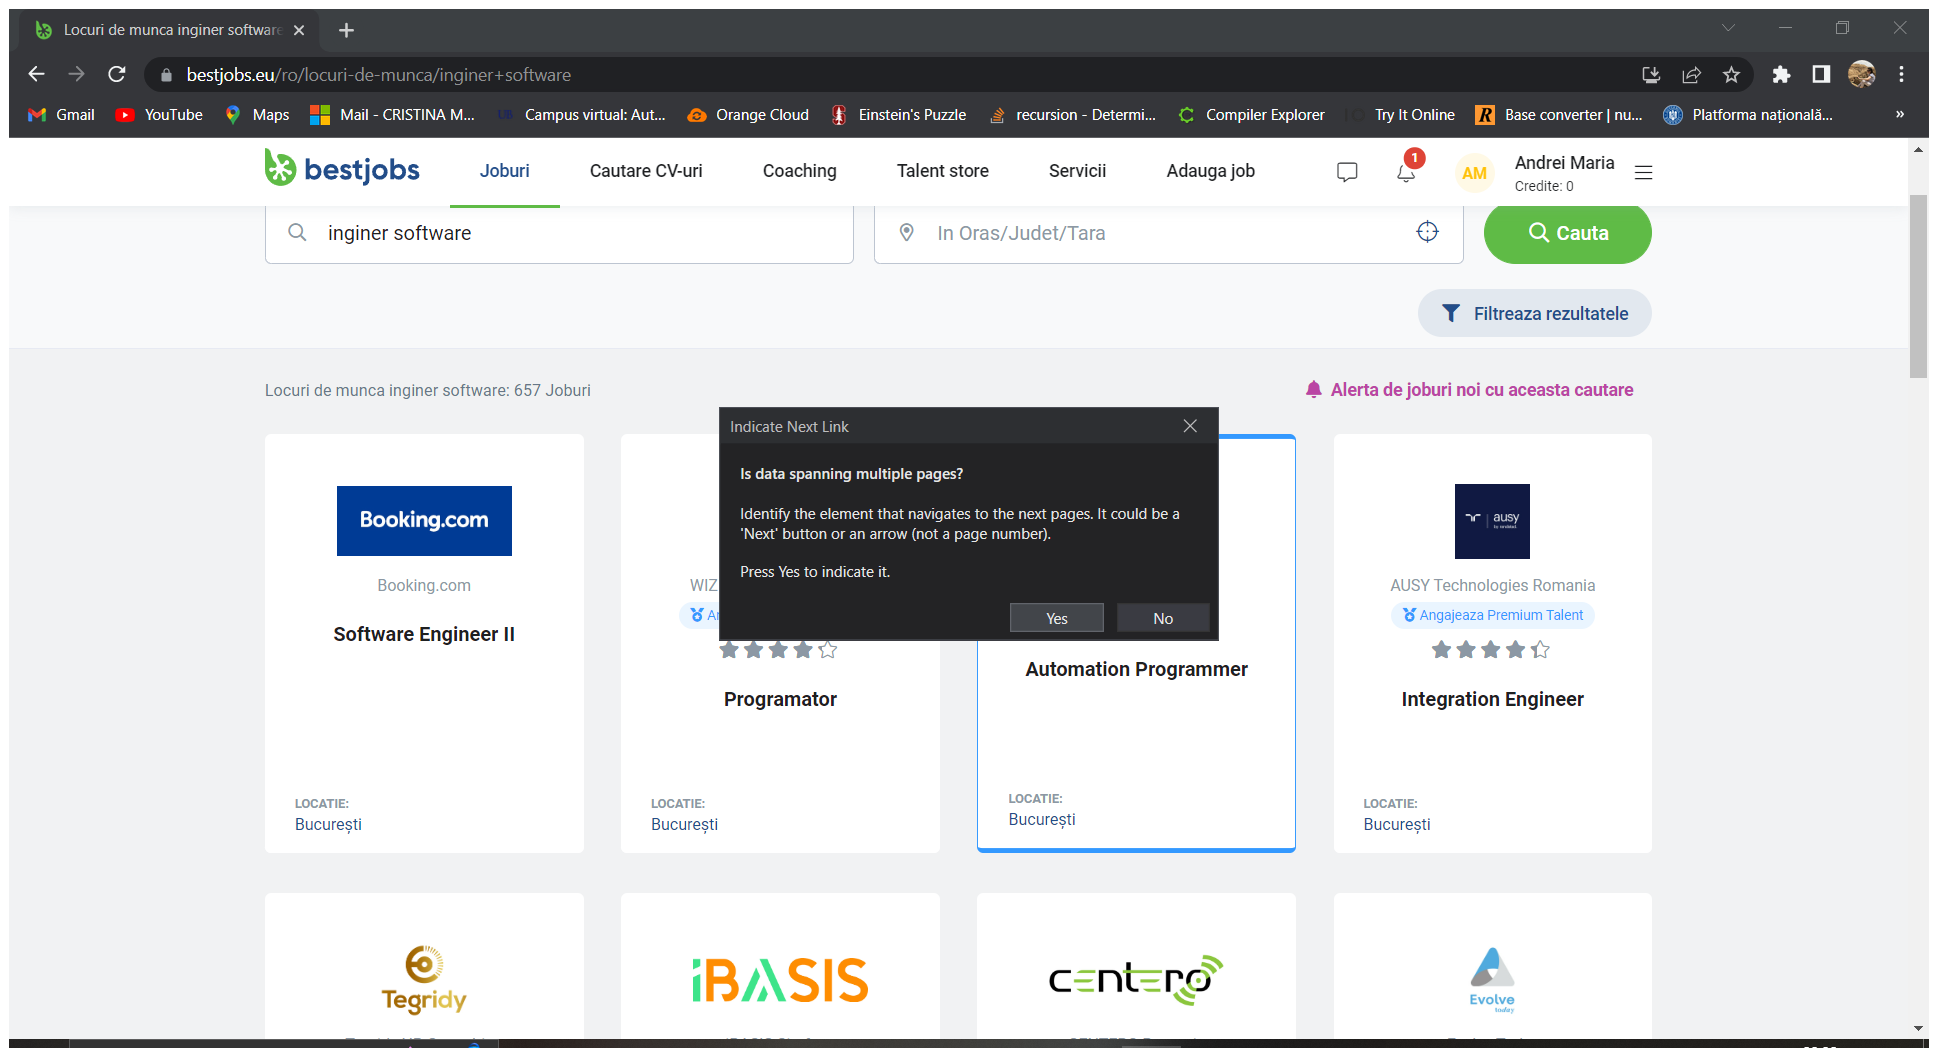 Locuri de munca inginer software
bestjobs.eu/ro/locuri-de-munca/inginer+software
Gmail
YouTube
Maps
Mail - CRISTINA M...
UB
Campus virtual: Aut...
Orange Cloud
Einstein's Puzzle
recursion - Determi...
Compiler Explorer
Try It Online
R
Base converter | nu...
Platforma națională...
»
bestjobs
Joburi
Cautare CV-uri
Coaching
Talent store
Servicii
Adauga job
1
AM
Andrei Maria
Credite: 0
inginer software
In Oras/Judet/Tara
Cauta
Filtreaza rezultatele
Locuri de munca inginer software: 657 Joburi
Alerta de joburi noi cu aceasta cautare
Indicate Next Link
Is data spanning multiple pages?
Identify the element that navigates to the next pages. It could be a
'Next' button or an arrow (not a page number).
Press Yes to indicate it.
Yes
No
Booking.com
Booking.com
Software Engineer II
LOCATIE:
București
WIZ
Ar
Programator
LOCATIE:
București
Automation Programmer
LOCATIE:
București
ausy
AUSY Technologies Romania
Angajeaza Premium Talent
Integration Engineer
LOCATIE:
București
Tegridy
iBASIS
centero
Evolve
today